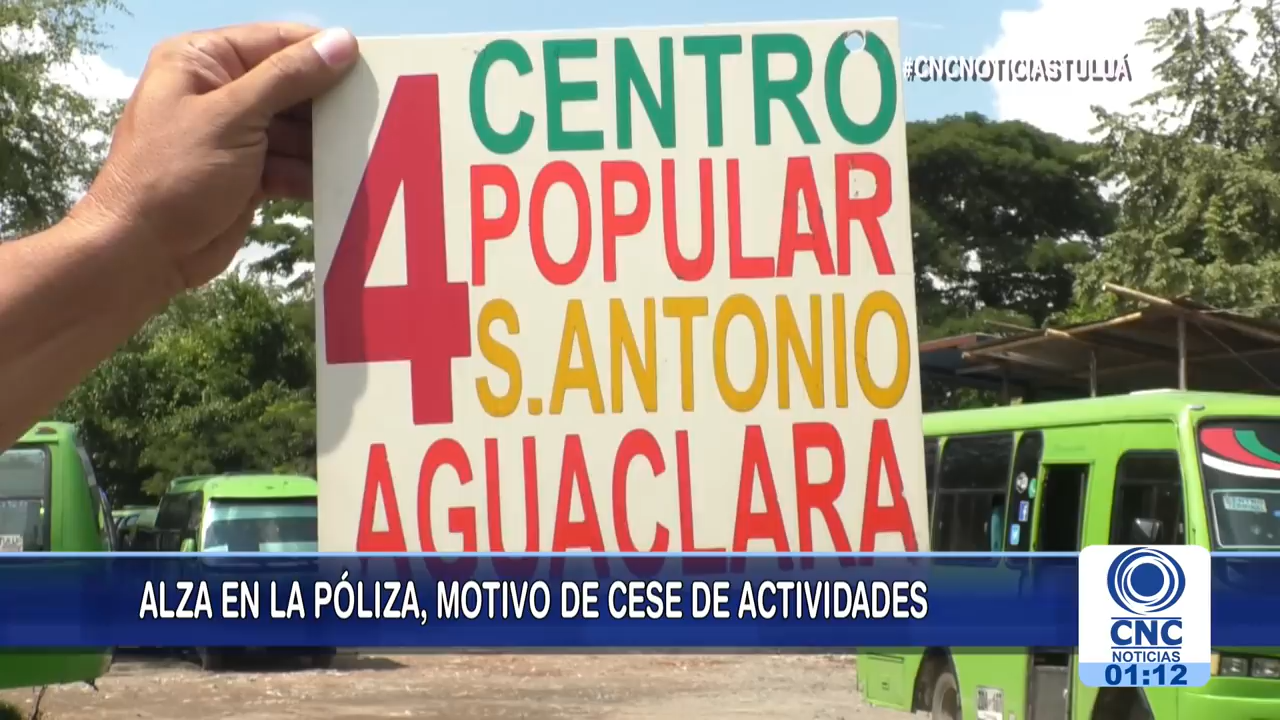 #CNCNOTICIASTULUÁ
4
CENTRO
POPULAR
S.ANTONIO
AGUACLARA
ALZA EN LA PÓLIZA, MOTIVO DE CESE DE ACTIVIDADES
CNC
NOTICIAS
01:12